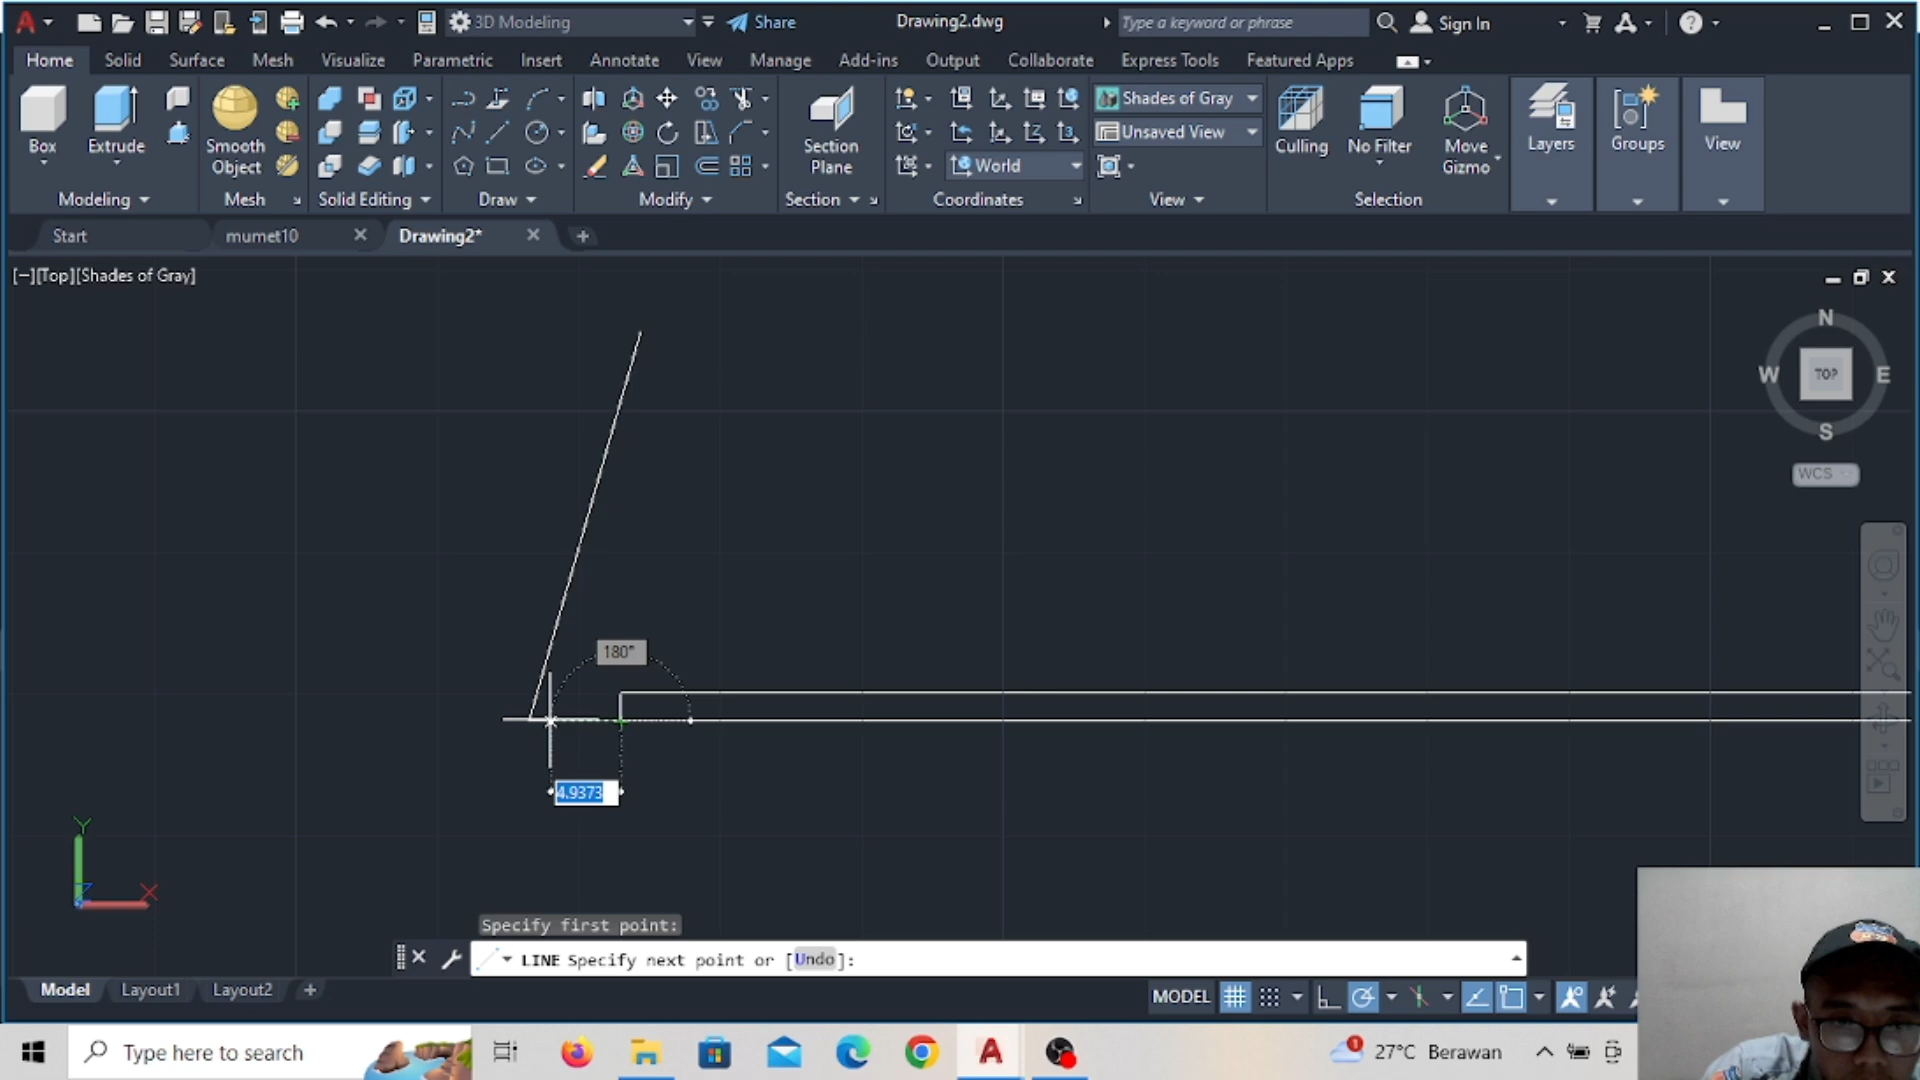 3D Modeling
Share
Drawing2.dwg
Type a keyword or phrase
Sign In
Home Solid Surface Mesh Visualize Parametric Insert Annotate View Manage Add-ins Output Collaborate Express Tools Featured Apps
Box
Extrude
Smooth
Object
Section
Plane
Shades of Gray
Unsaved View
World
Culling
No Filter
Move
Gizmo
Layers
Groups
View
Modeling
Mesh
Solid Editing
Draw
Modify
Section
Coordinates
View
Selection
Start
mumet10
Drawing2*
[−][Top][Shades of Gray]
N
W
TOP
E
S
WCS
180°
4.9373
Y
Z
X
Specify first point:
LINE Specify next point or [Undo]:
Model
Layout1
Layout2
MODEL
Type here to search
1
27°C Berawan